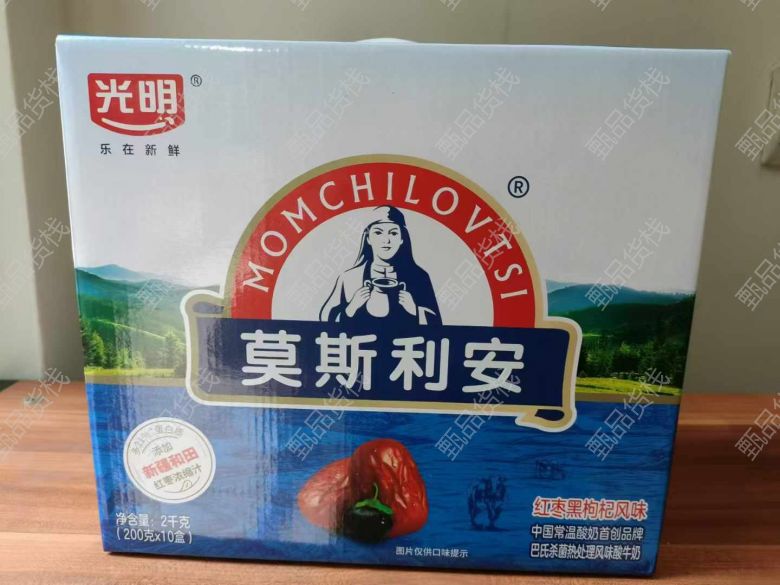 光明®
乐在新鲜
MOMCHILOVTSI®
莫斯利安
蛋白质
添加
新疆和田
红枣浓缩汁
净含量：2千克
(200克x10盒)
图片仅供口味提示
红枣黑枸杞风味
中国常温酸奶首创品牌
巴氏杀菌热处理风味酸牛奶
甄品货栈